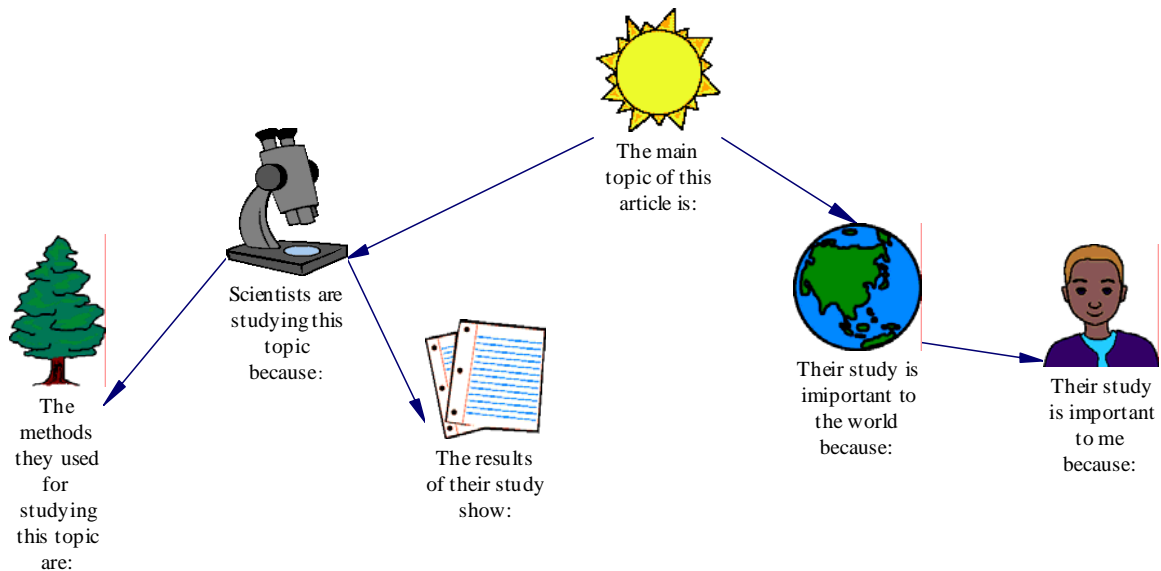 The main
topic of this
article is:
Scientists are
studying this
topic
because:
The
methods
they used
for
studying
this topic
are:
The results
of their study
show:
Their study is
imiportant to
the world
because:
Their study
is important
to me
because: